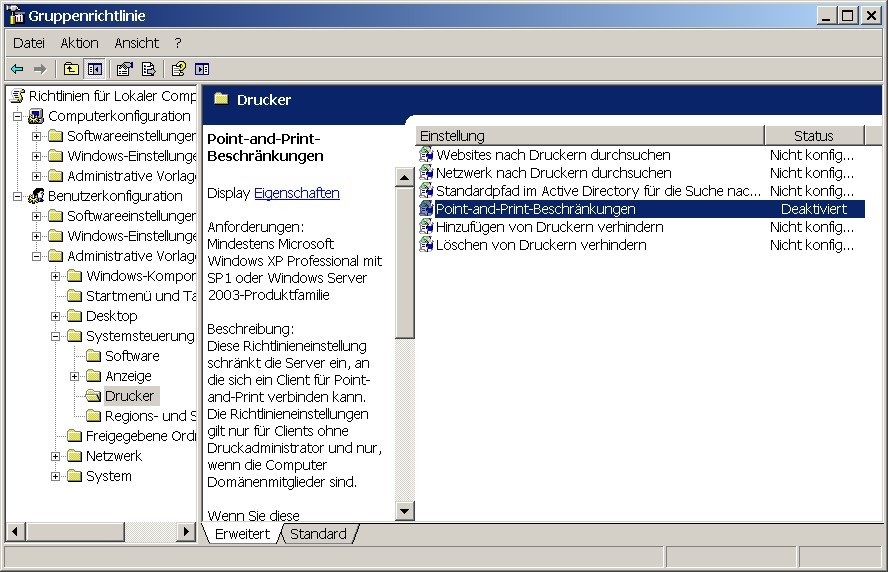 Gruppenrichtlinie
Datei Aktion Ansicht ?
Richtlinien für Lokaler Comp
Computerkonfiguration
Softwareeinstellungen
Windows-Einstellunge
Administrative Vorlag
Benutzerkonfiguration
Softwareeinstellungen
Windows-Einstellunge
Administrative Vorlag
Windows-Kompor
Startmenü und Ta
Desktop
Systemsteuerung
Software
Anzeige
Drucker
Regions- und S
Freigegebene Ord
Netzwerk
System
Drucker
Point-and-Print-
Beschränkungen
Display Eigenschaften
Anforderungen:
Mindestens Microsoft
Windows XP Professional mit
SP1 oder Windows Server
2003-Produktfamilie
Beschreibung:
Diese Richtlinieneinstellung
schränkt die Server ein, an
die sich ein Client für Point-
and-Print verbinden kann.
Die Richtlinieneinstellungen
gilt nur für Clients ohne
Druckadministrator und nur,
wenn die Computer
Domänenmitglieder sind.
Wenn Sie diese
Einstellung Status
Websites nach Druckern durchsuchen Nicht konfig...
Netzwerk nach Druckern durchsuchen Nicht konfig...
Standardpfad im Active Directory für die Suche nac... Nicht konfig...
Point-and-Print-Beschränkungen Deaktiviert
Hinzufügen von Druckern verhindern Nicht konfig...
Löschen von Druckern verhindern Nicht konfig...
Erweitert Standard